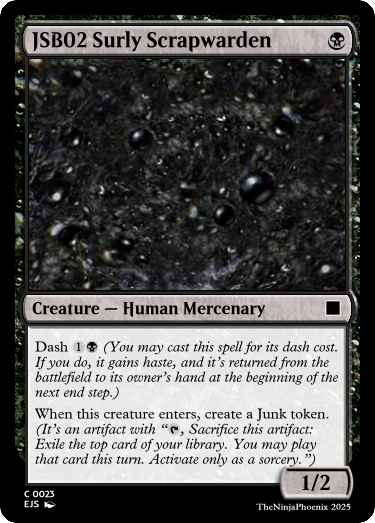 JSB02 Surly Scrapwarden
Creature — Human Mercenary
Dash 1 (You may cast this spell for its dash cost.
If you do, it gains haste, and it's returned from the
battlefield to its owner's hand at the beginning of the
next end step.)
When this creature enters, create a Junk token.
(It's an artifact with “, Sacrifice this artifact:
Exile the top card of your library. You may play
that card this turn. Activate only as a sorcery.”)
1/2
C 0023
EJS
TheNinjaPhoenix 2025